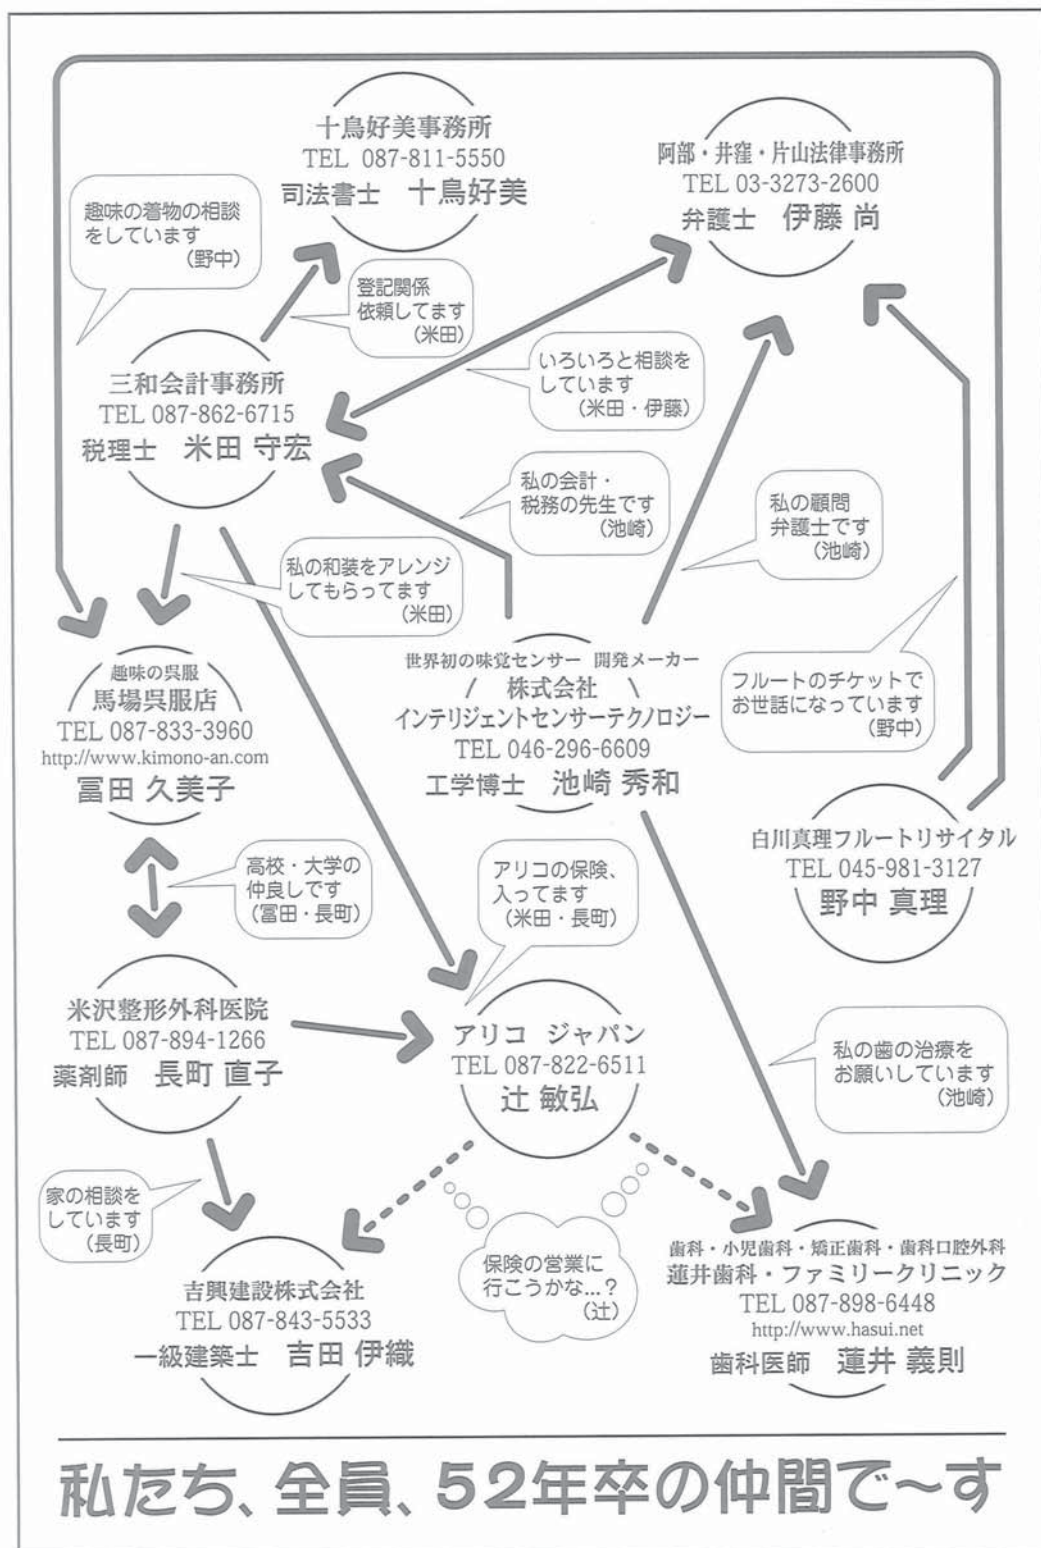 十鳥好美事務所
TEL 087-811-5550
司法書士 十鳥好美
阿部・井窪・片山法律事務所
TEL 03-3273-2600
弁護士 伊藤 尚
趣味の着物の相談
をしています
(野中)
登記関係
依頼してます
(米田)
いろいろと相談を
しています
(米田・伊藤)
三和会計事務所
TEL 087-862-6715
税理士 米田 守宏
私の会計・
税務の先生です
(池崎)
私の顧問
弁護士です
(池崎)
私の和装をアレンジ
してもらってます
(米田)
趣味の呉服
馬場呉服店
TEL 087-833-3960
http://www.kimono-an.com
冨田 久美子
世界初の味覚センサー 開発メーカー
株式会社
インテリジェントセンサーテクノロジー
TEL 046-296-6609
工学博士 池崎 秀和
フルートのチケットで
お世話になっています
(野中)
白川真理フルートリサイタル
TEL 045-981-3127
野中 真理
高校・大学の
仲良しです
(冨田・長町)
アリコの保険、
入ってます
(米田・長町)
米沢整形外科医院
TEL 087-894-1266
薬剤師 長町 直子
アリコ ジャパン
TEL 087-822-6511
辻 敏弘
私の歯の治療を
お願いしています
(池崎)
家の相談を
しています
(長町)
保険の営業に
行こうかな...?
(辻)
吉興建設株式会社
TEL 087-843-5533
一級建築士 吉田 伊織
歯科・小児歯科・矯正歯科・歯科口腔外科
蓮井歯科・ファミリークリニック
TEL 087-898-6448
http://www.hasui.net
歯科医師 蓮井 義則
私たち、全員、52年卒の仲間で〜す